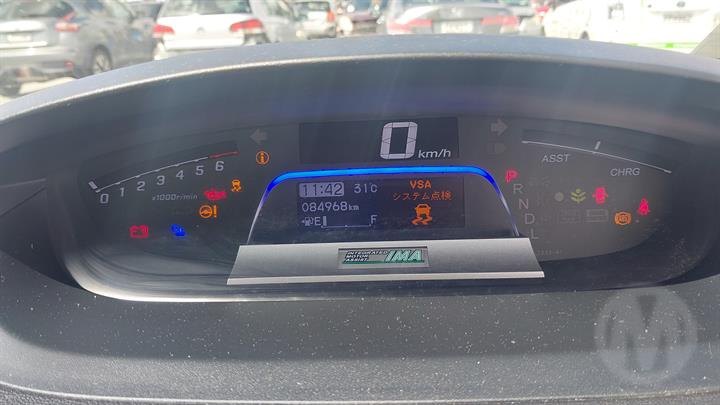 0 km/h
0 1 2 3 4 5 6
x1000r/min
11:42 31℃
084968km
E F
VSA
システム点検
ASST CHRG
P
R
N
D
L
INTEGRATED
MOTOR
ASSIST
IMA
M